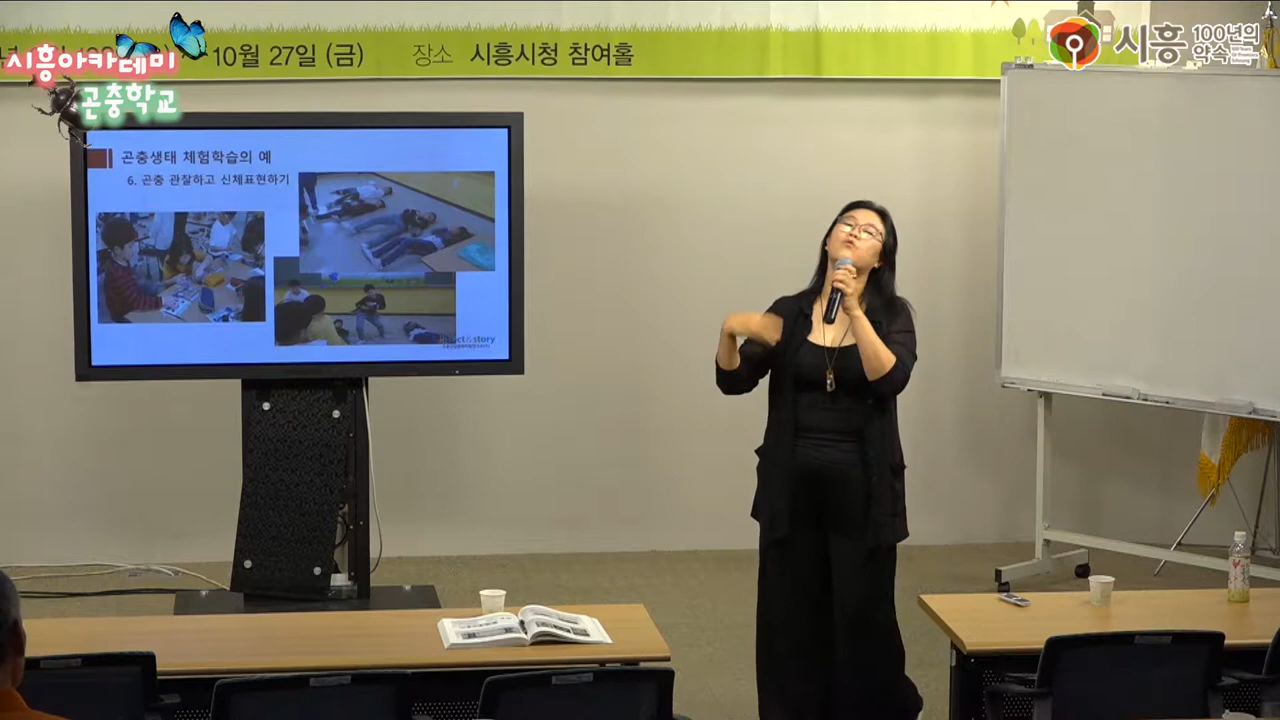 10월 27일 (금) 장소 시흥시청 참여홀
시흥아카데미
곤충학교
시흥 100년의
약속
곤충생태 체험학습의 예
6. 곤충 관찰하고 신체표현하기
story